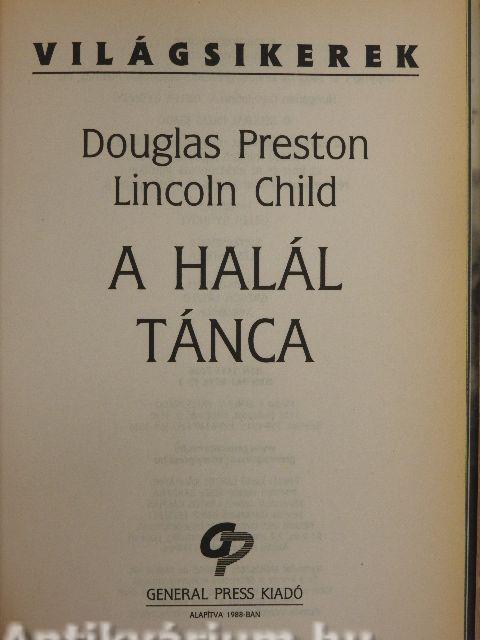 VILÁGSIKEREK
Douglas Preston
Lincoln Child
A HALÁL
TÁNCA
GP
GENERAL PRESS KIADÓ
ALAPÍTVA 1988-BAN
Antikvárium.hu